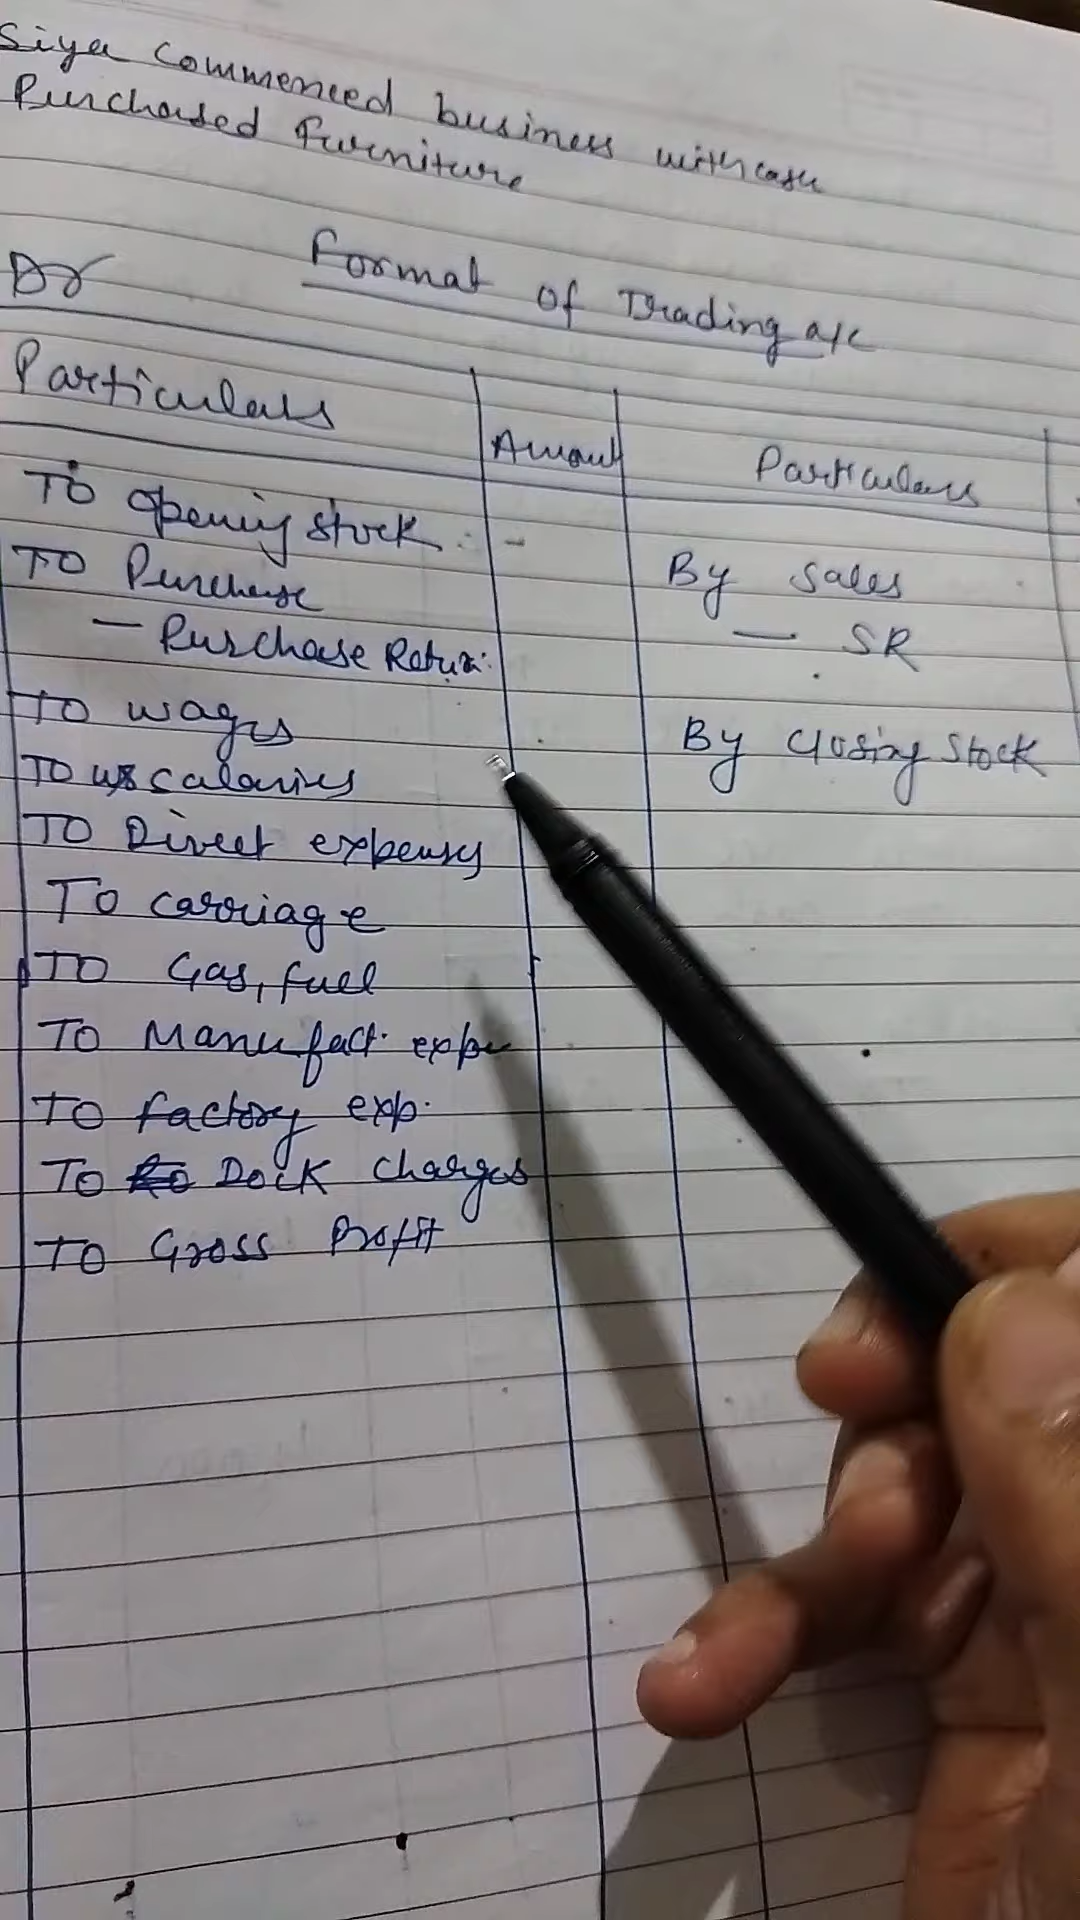 Siya Commenced business with cash
Purchased Furniture
Format of Trading a/c
Dr
Particulars Amount Particulars
To opening stock -
To Purchase By Sales
— Purchase Return — SR
To wages By Closing Stock
To salaries
To Direct expenses
To carriage
To Gas, fuel
To Manufact. expe
To factory exp.
To Dock Charges
To Gross Profit